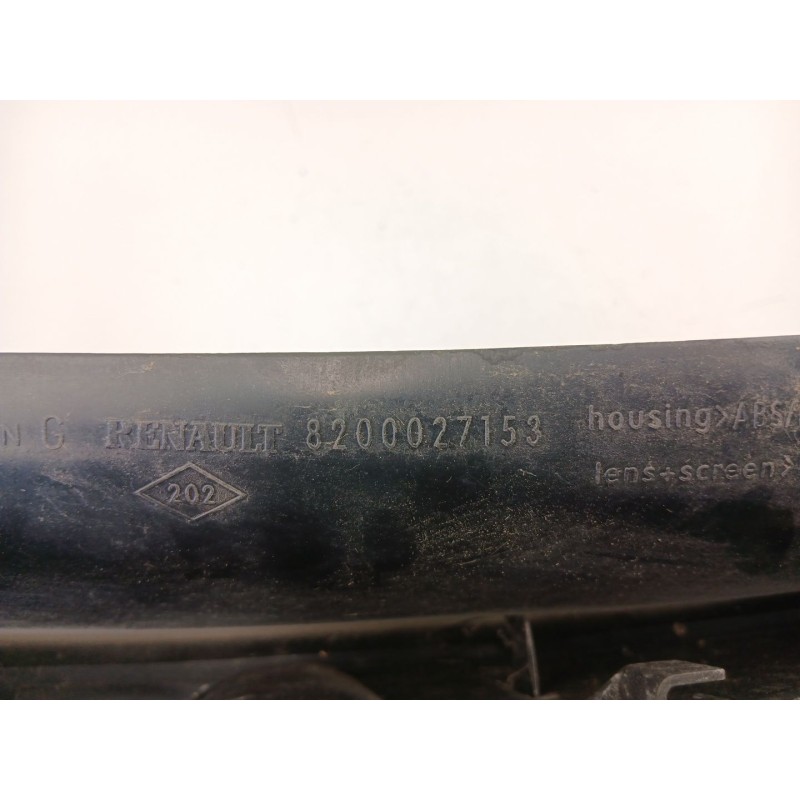 G RENAULT 8200027153
202
housing>ABS/
lens+screen>